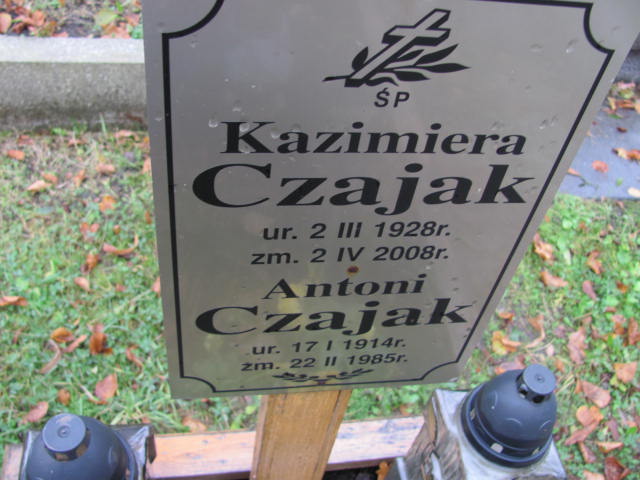 ŚP
Kazimiera
Czajak
ur. 2 III 1928r.
zm. 2 IV 2008r.
Antoni
Czajak
ur. 17 I 1914r.
zm. 22 II 1985r.